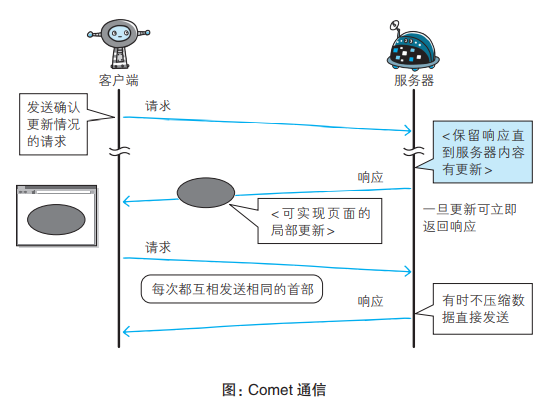 客户端
服务器
发送确认
更新情况
的请求
请求
<保留响应直
到服务器内容
有更新>
响应
<可实现页面的
局部更新>
一旦更新可立即
返回响应
请求
每次都互相发送相同的首部
响应
有时不压缩数
据直接发送
图：Comet 通信